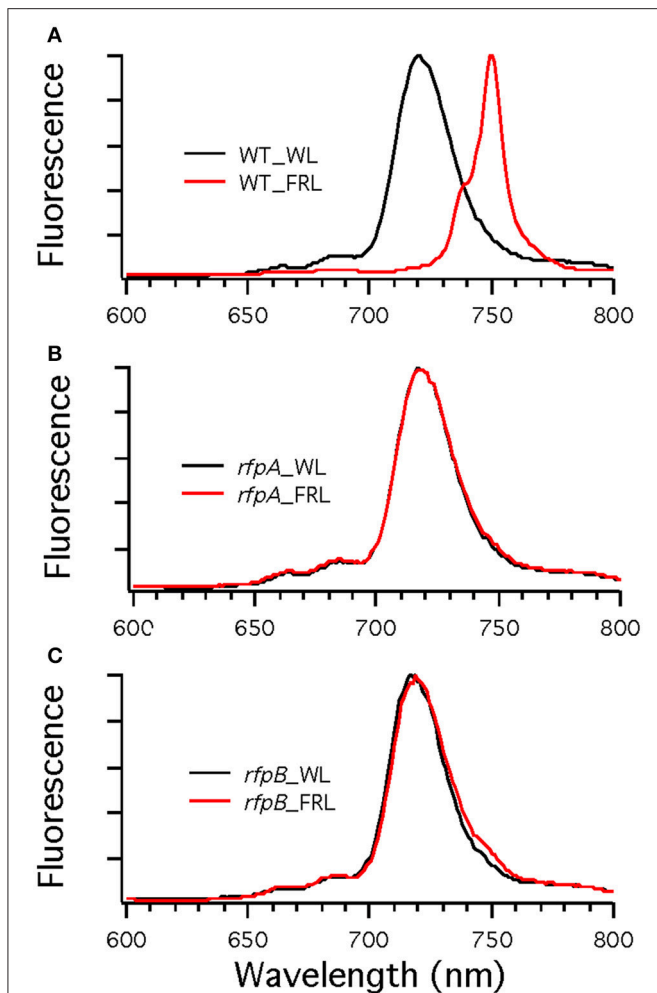 A
Fluorescence
WT_WL
WT_FRL
600
650
700
750
800
B
Fluorescence
rfpA_WL
rfpA_FRL
600
650
700
750
800
C
Fluorescence
rfpB_WL
rfpB_FRL
600
650
700
750
800
Wavelength (nm)